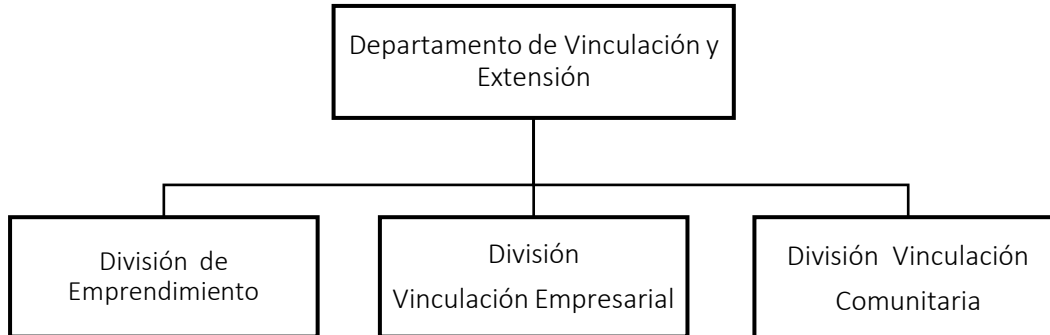 Departamento de Vinculación y
Extensión
División de
Emprendimiento
División
Vinculación Empresarial
División Vinculación
Comunitaria